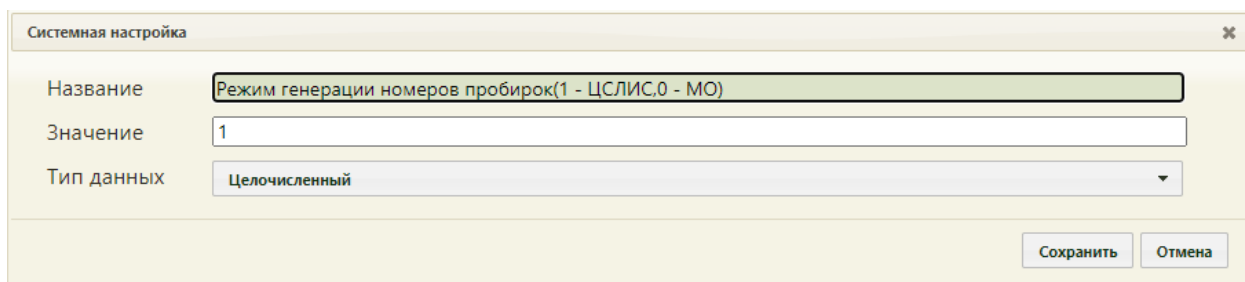 Системная настройка
Название Режим генерации номеров пробирок(1 - ЦСЛИС,0 - МО)
Значение 1
Тип данных Целочисленный
Сохранить Отмена